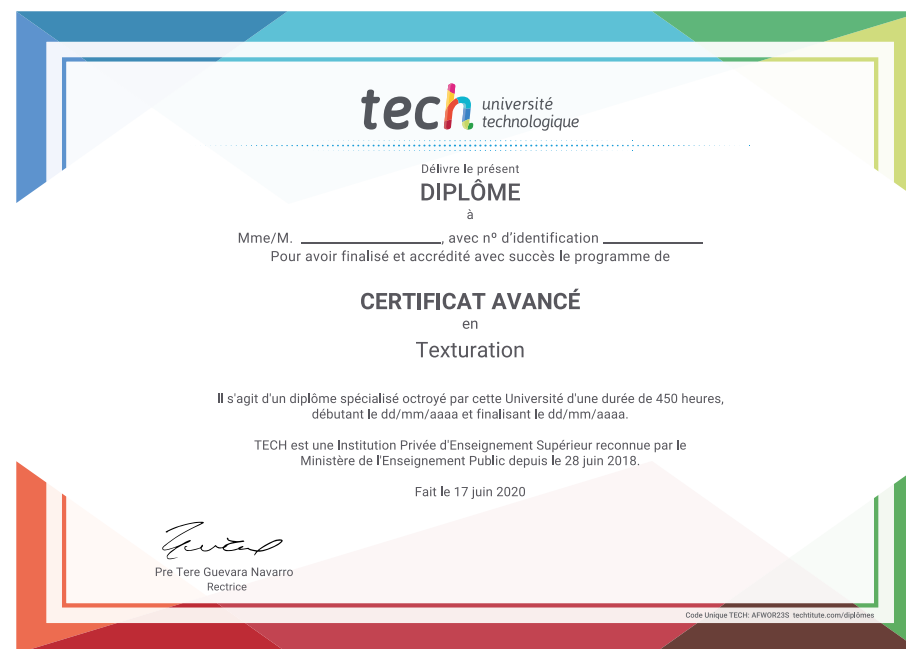 tech université
technologique
Délivre le présent
DIPLÔME
à
Mme/M. ____________________, avec nº d'identification ______________
Pour avoir finalisé et accrédité avec succès le programme de
CERTIFICAT AVANCÉ
en
Texturation
Il s'agit d'un diplôme spécialisé octroyé par cette Université d'une durée de 450 heures,
débutant le dd/mm/aaaa et finalisant le dd/mm/aaaa.
TECH est une Institution Privée d'Enseignement Supérieur reconnue par le
Ministère de l'Enseignement Public depuis le 28 juin 2018.
Fait le 17 juin 2020
Pre Tere Guevara Navarro
Rectrice
Code Unique TECH: AFWOR23S techtitute.com/diplômes